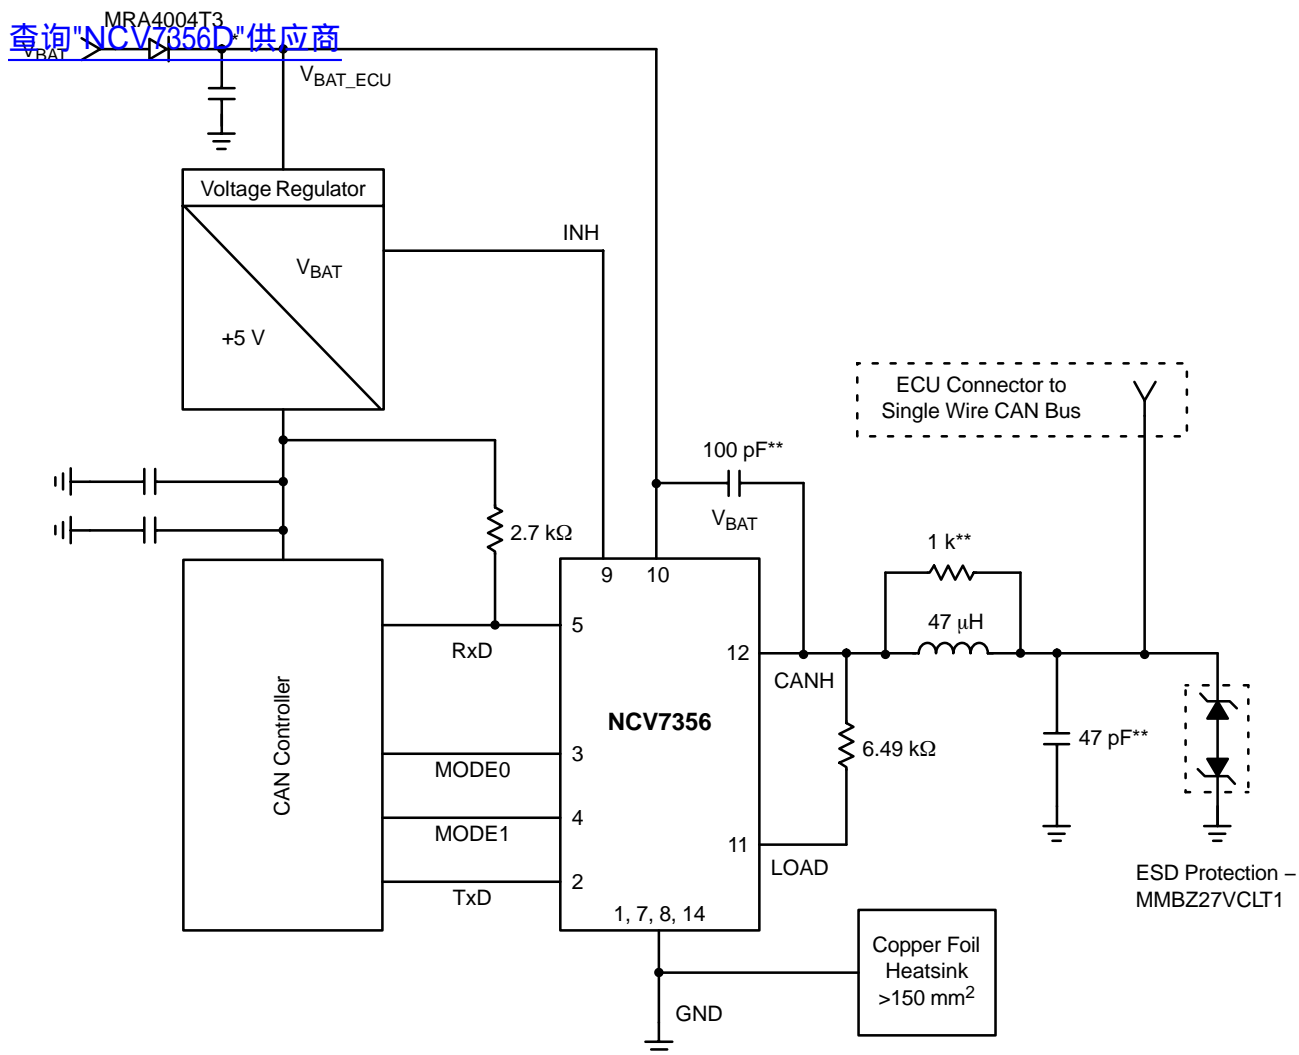 MRA4004T3
查询"NCV7356D"供应商
VBAT
*
VBAT_ECU
Voltage Regulator
INH
VBAT
+5 V
ECU Connector to
Single Wire CAN Bus
100 pF**
VBAT
2.7 kΩ
1 k**
47 μH
9 10
5
RxD
12
CANH
CAN Controller
NCV7356
6.49 kΩ
47 pF**
3
MODE0
4
MODE1
11
LOAD
2
TxD
1, 7, 8, 14
ESD Protection –
MMBZ27VCLT1
Copper Foil
Heatsink
>150 mm2
GND